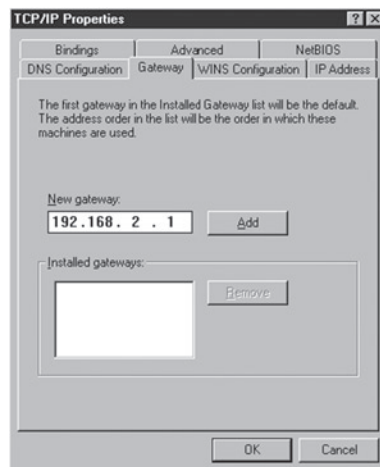 TCP/IP Properties
Bindings Advanced NetBIOS
DNS Configuration Gateway WINS Configuration IP Address
The first gateway in the Installed Gateway list will be the default.
The address order in the list will be the order in which these
machines are used.
New gateway:
192.168. 2 . 1 Add
Installed gateways:
Remove
OK Cancel